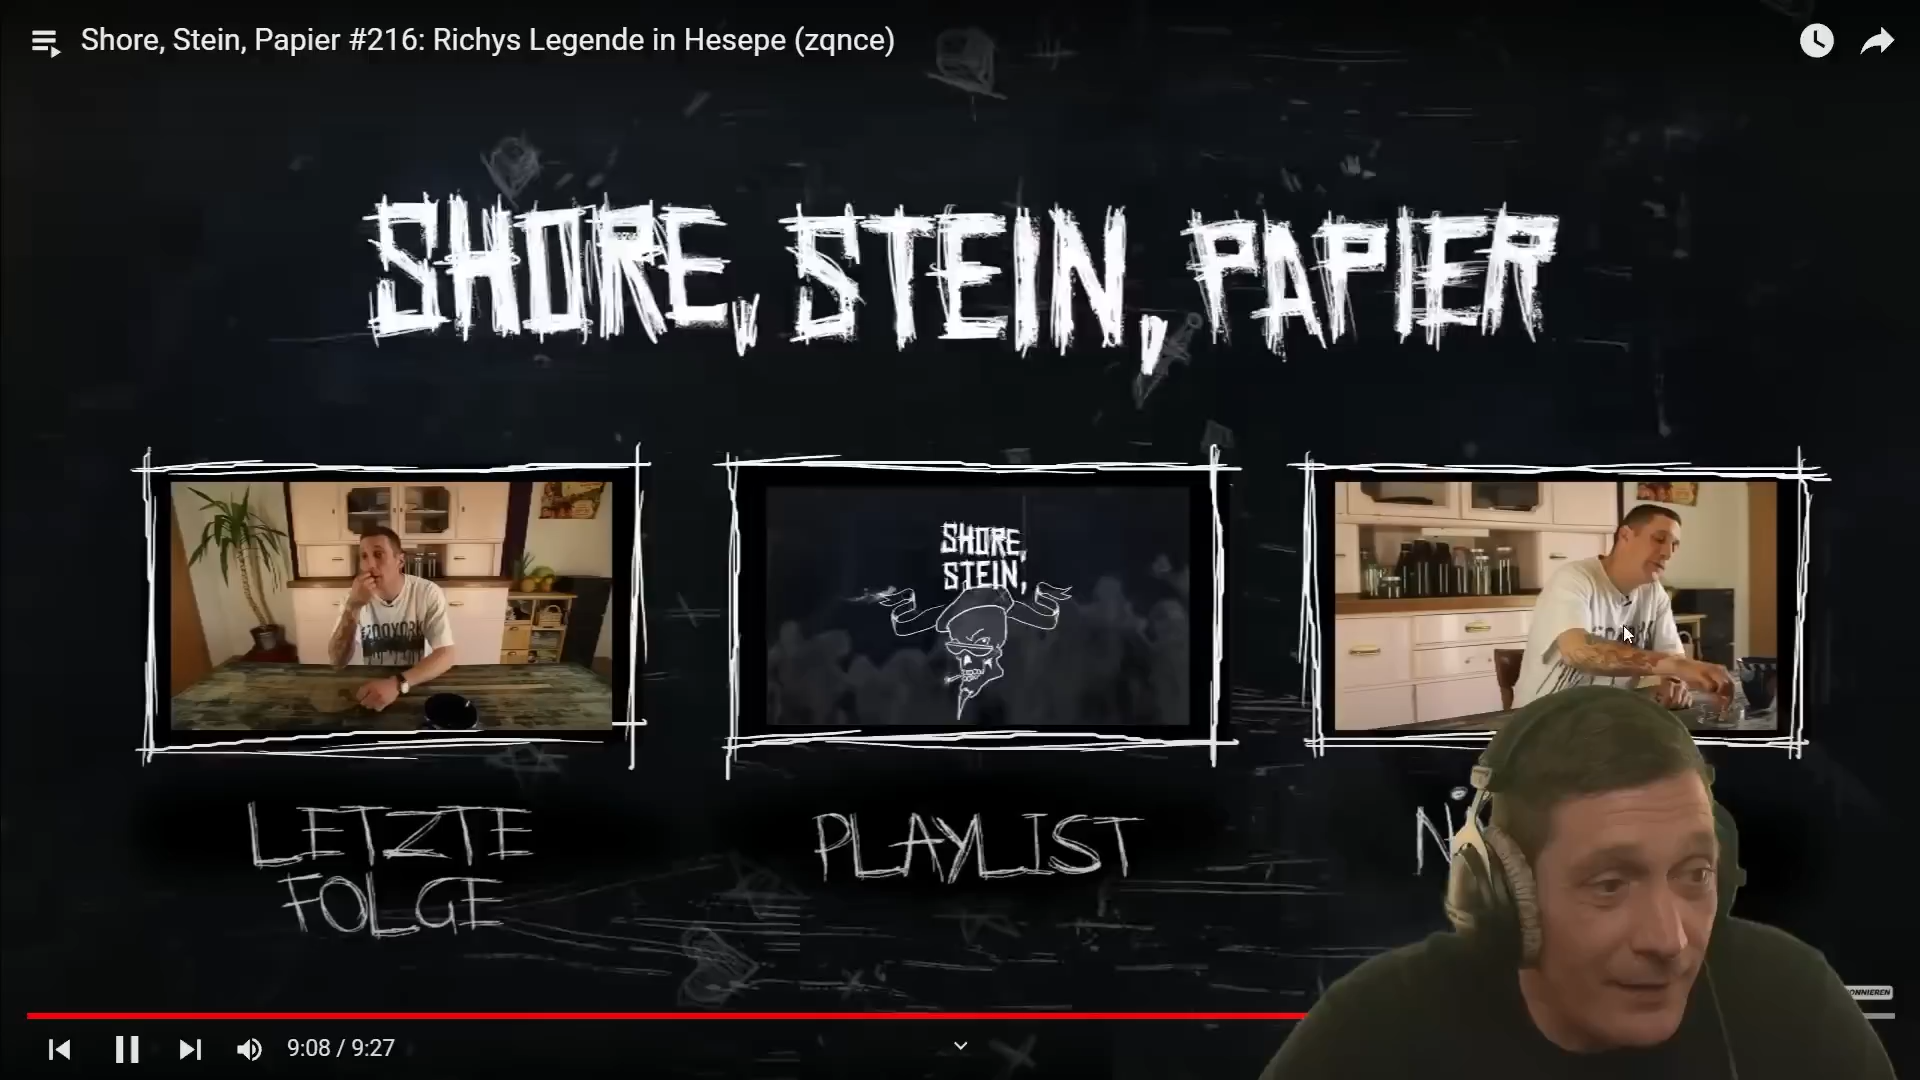 Shore, Stein, Papier #216: Richys Legende in Hesepe (zqnce)
SHORE, STEIN, PAPIER
SHORE,
STEIN,
LETZTE
FOLGE
PLAYLIST
9:08 / 9:27